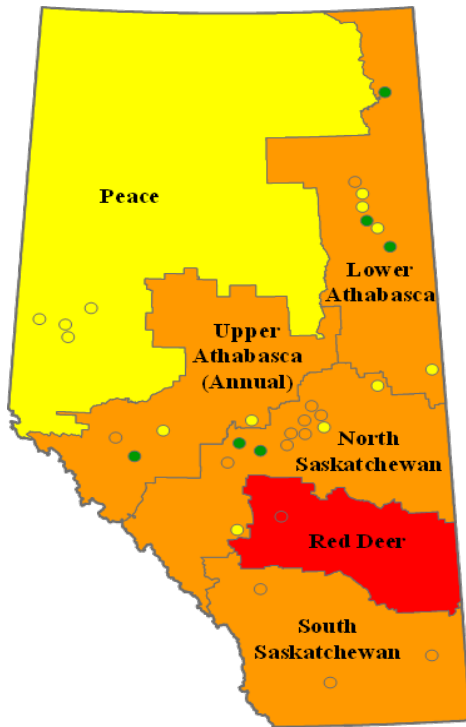 Peace
Lower
Athabasca
Upper
Athabasca
(Annual)
North
Saskatchewan
Red Deer
South
Saskatchewan